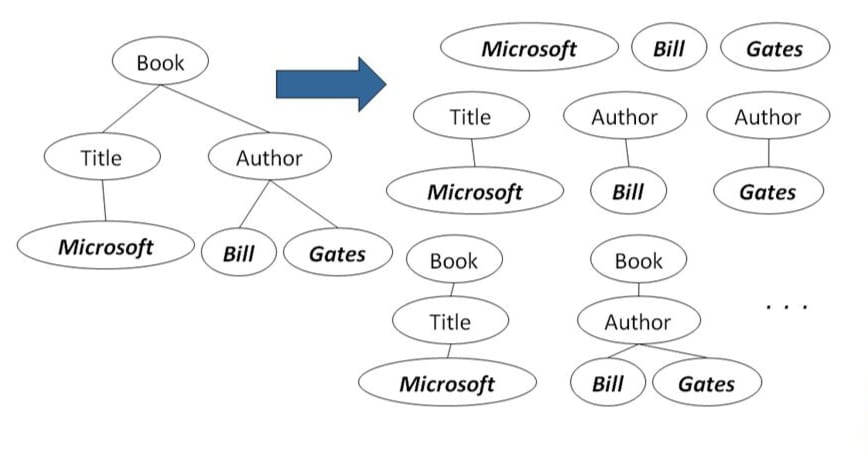 Book
Title Author
Microsoft Bill Gates
Microsoft Bill Gates
Title Author Author
Microsoft Bill Gates
Book Book
Title Author
Microsoft Bill Gates
. . .